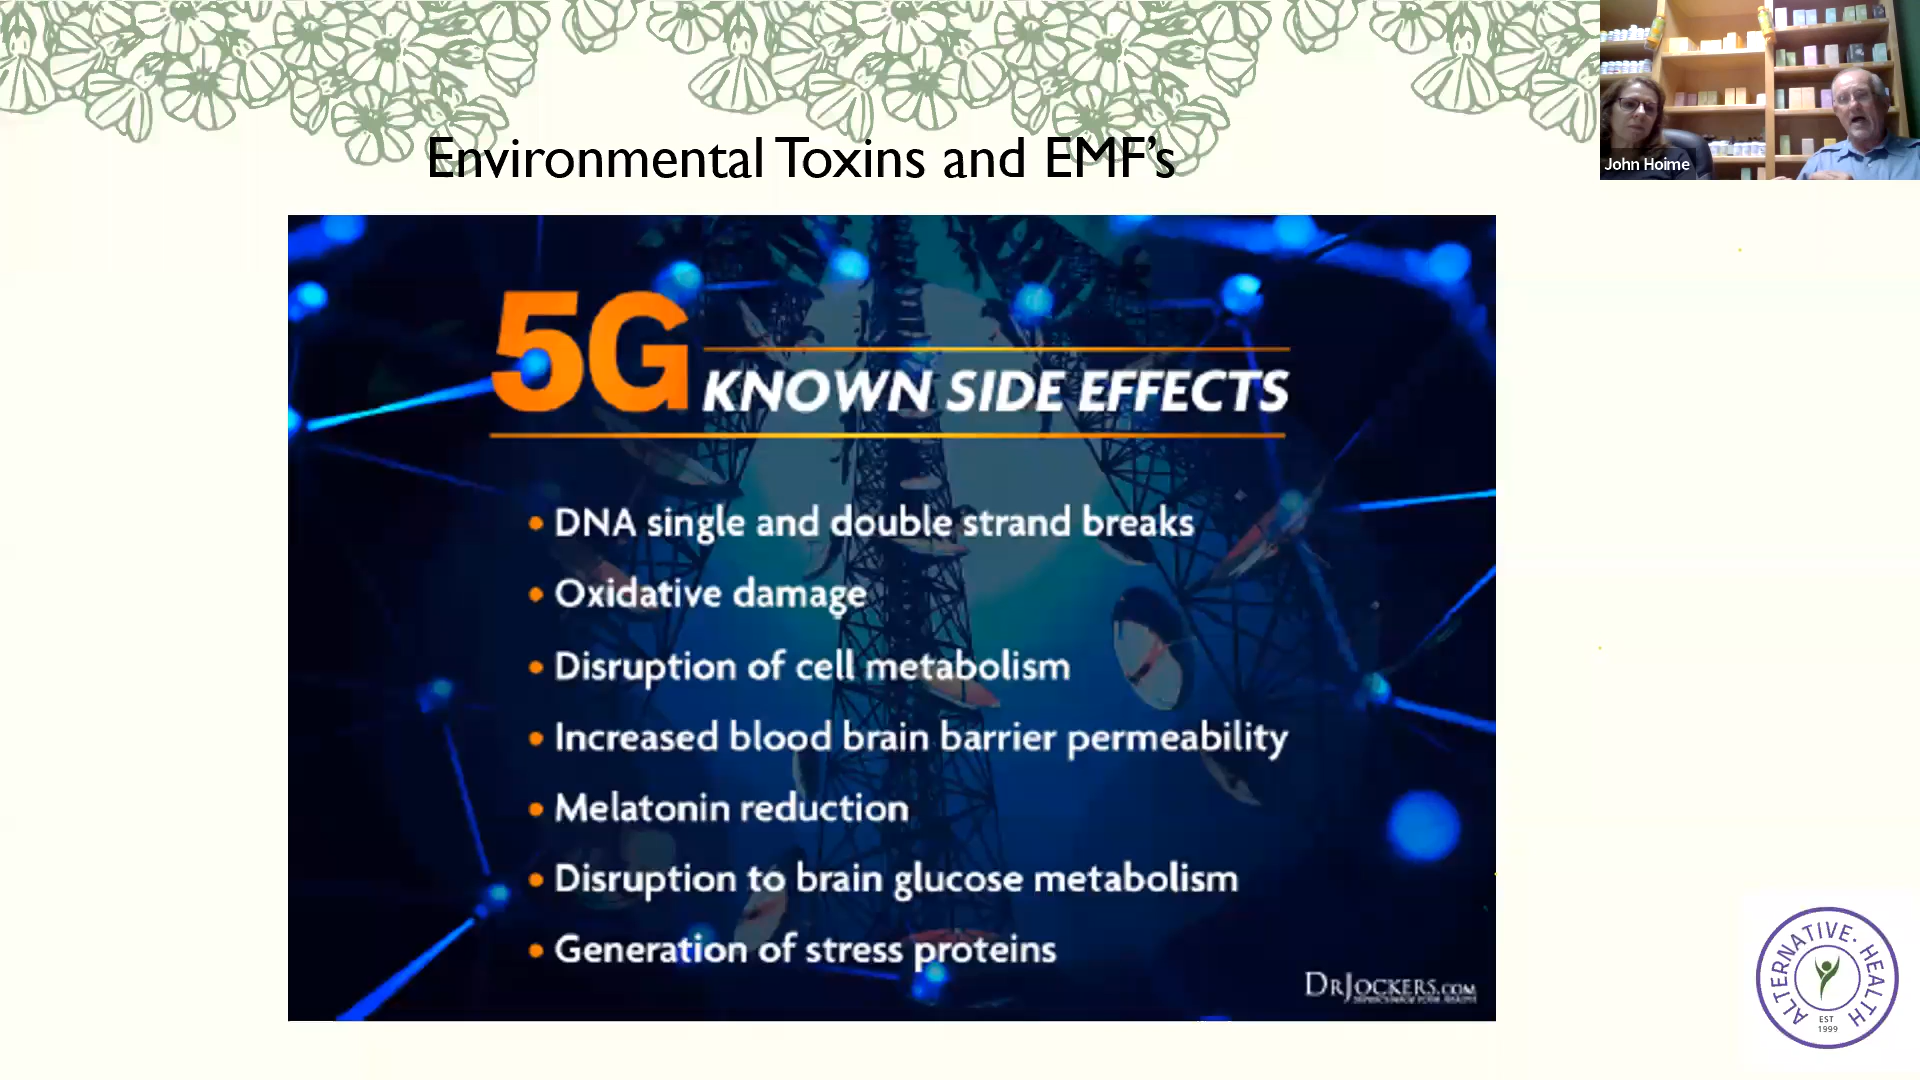 Environmental Toxins and EMF's
John Hoime
5G KNOWN SIDE EFFECTS
• DNA single and double strand breaks
• Oxidative damage
• Disruption of cell metabolism
• Increased blood brain barrier permeability
• Melatonin reduction
• Disruption to brain glucose metabolism
• Generation of stress proteins
DRJOCKERS.COM
ALTERNATIVE · HEALTH
EST
1999